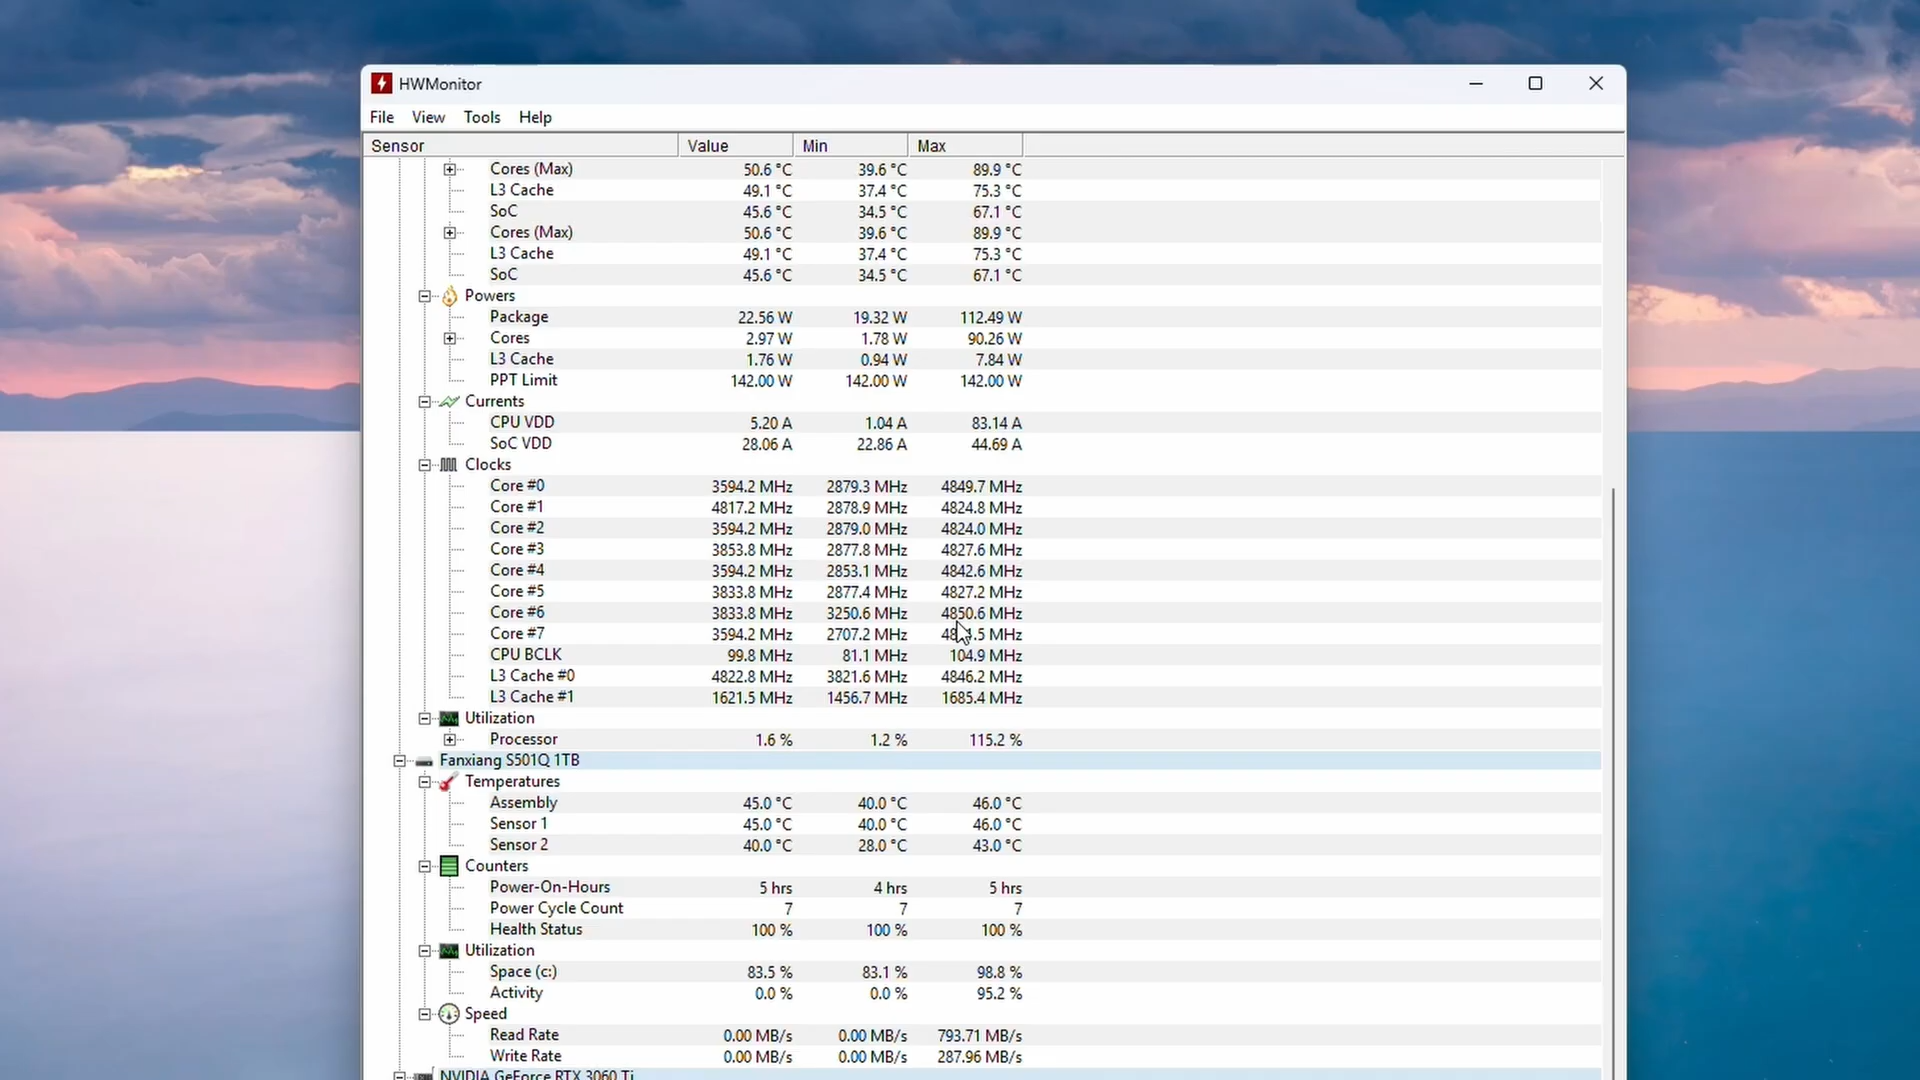 HWMonitor
File View Tools Help
Sensor Value Min Max
Cores (Max) 50.6 °C 39.6 °C 89.9 °C
L3 Cache 49.1 °C 37.4 °C 75.3 °C
SoC 45.6 °C 34.5 °C 67.1 °C
Cores (Max) 50.6 °C 39.6 °C 89.9 °C
L3 Cache 49.1 °C 37.4 °C 75.3 °C
SoC 45.6 °C 34.5 °C 67.1 °C
Powers
Package 22.56 W 19.32 W 112.49 W
Cores 2.97 W 1.78 W 90.26 W
L3 Cache 1.76 W 0.94 W 7.84 W
PPT Limit 142.00 W 142.00 W 142.00 W
Currents
CPU VDD 5.20 A 1.04 A 83.14 A
SoC VDD 28.06 A 22.86 A 44.69 A
Clocks
Core #0 3594.2 MHz 2879.3 MHz 4849.7 MHz
Core #1 4817.2 MHz 2878.9 MHz 4824.8 MHz
Core #2 3594.2 MHz 2879.0 MHz 4824.0 MHz
Core #3 3853.8 MHz 2877.8 MHz 4827.6 MHz
Core #4 3594.2 MHz 2853.1 MHz 4842.6 MHz
Core #5 3833.8 MHz 2877.4 MHz 4827.2 MHz
Core #6 3833.8 MHz 3250.6 MHz 4850.6 MHz
Core #7 3594.2 MHz 2707.2 MHz MHz
CPU BCLK 99.8 MHz 81.1 MHz 104.9 MHz
L3 Cache #0 4822.8 MHz 3821.6 MHz 4846.2 MHz
L3 Cache #1 1621.5 MHz 1456.7 MHz 1685.4 MHz
Utilization
Processor 1.6 % 1.2 % 115.2 %
Fanxiang S501Q 1TB
Temperatures
Assembly 45.0 °C 40.0 °C 46.0 °C
Sensor 1 45.0 °C 40.0 °C 46.0 °C
Sensor 2 40.0 °C 28.0 °C 43.0 °C
Counters
Power-On-Hours 5 hrs 4 hrs 5 hrs
Power Cycle Count 7 7 7
Health Status 100 % 100 % 100 %
Utilization
Space (c:) 83.5 % 83.1 % 98.8 %
Activity 0.0 % 0.0 % 95.2 %
Speed
Read Rate 0.00 MB/s 0.00 MB/s 793.71 MB/s
Write Rate 0.00 MB/s 0.00 MB/s 287.96 MB/s
NVIDIA GeForce RTX 3060 Ti